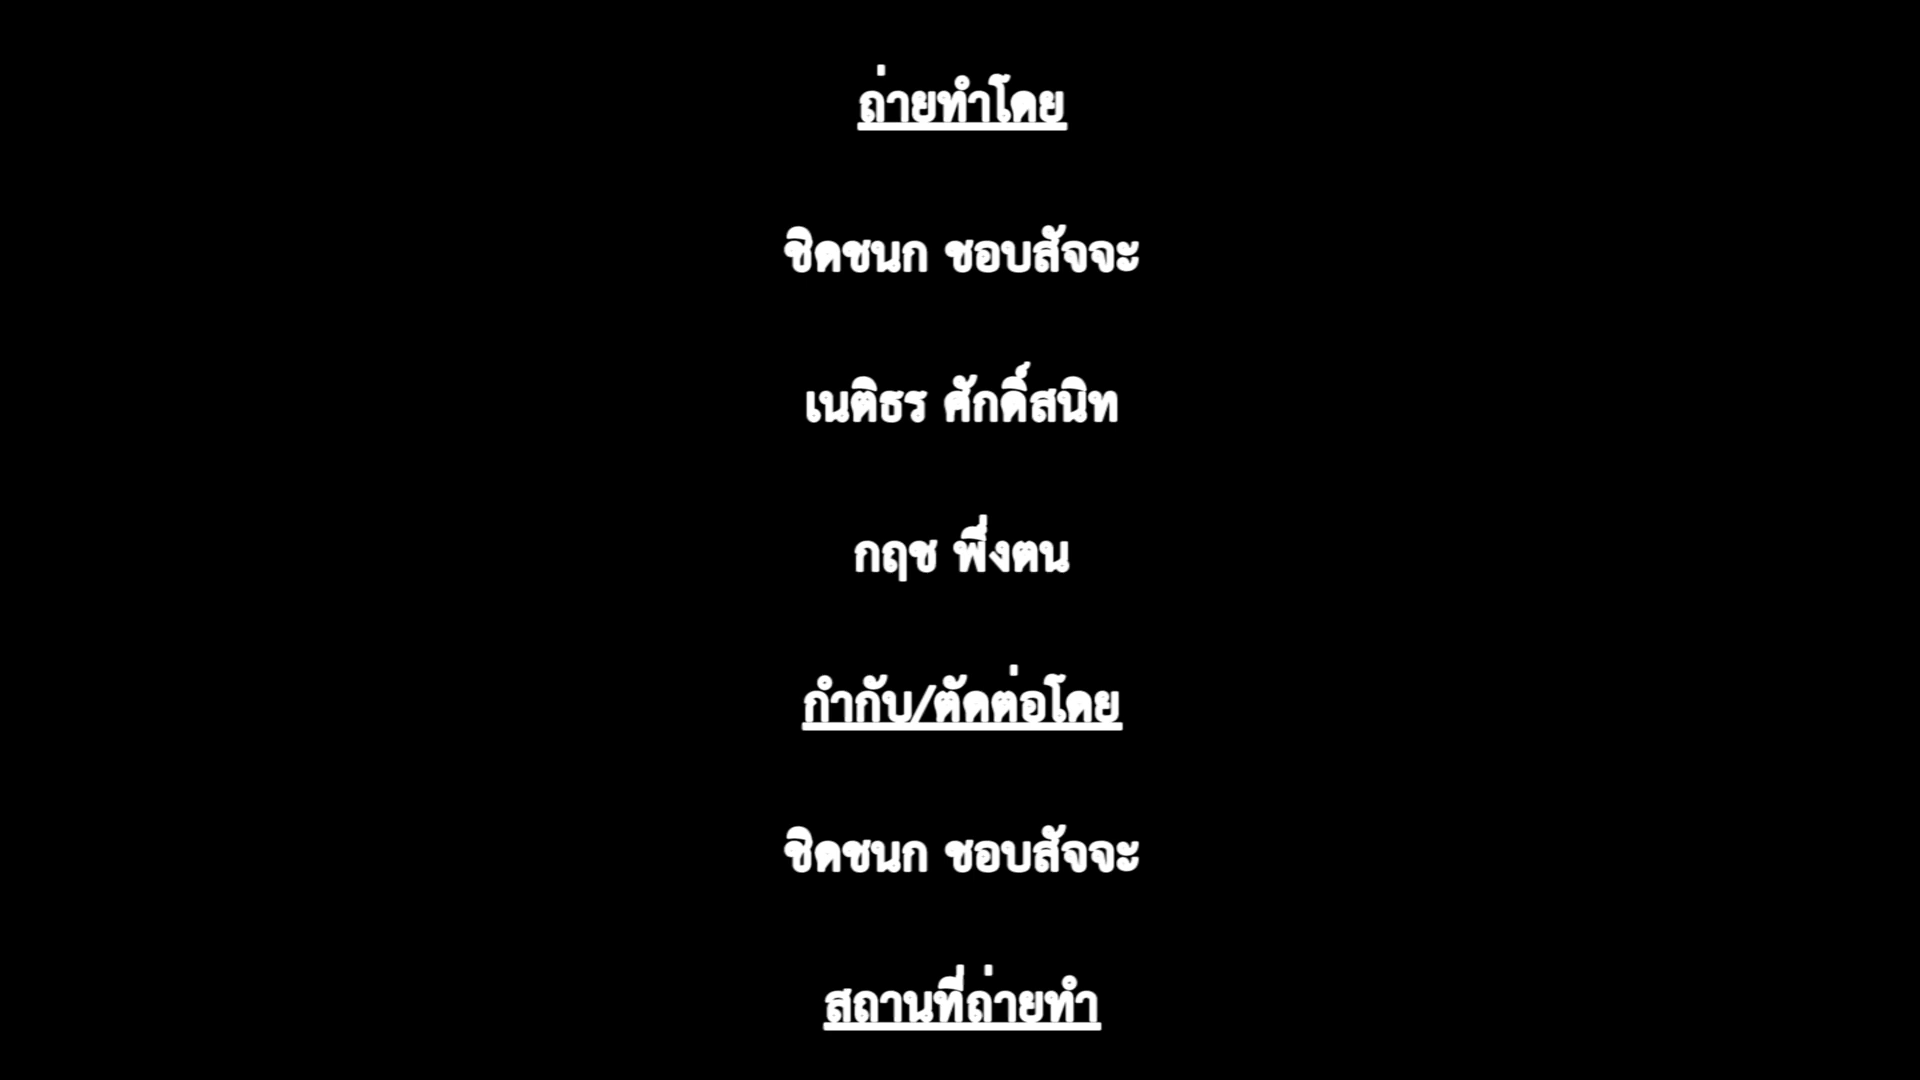 ถ่ายทำโดย
ชิดชนก ชอบสัจจะ
เนติธร ศักดิ์สนิท
กฤช พึ่งตน
กำกับ/ตัดต่อโดย
ชิดชนก ชอบสัจจะ
สถานที่ถ่ายทำ